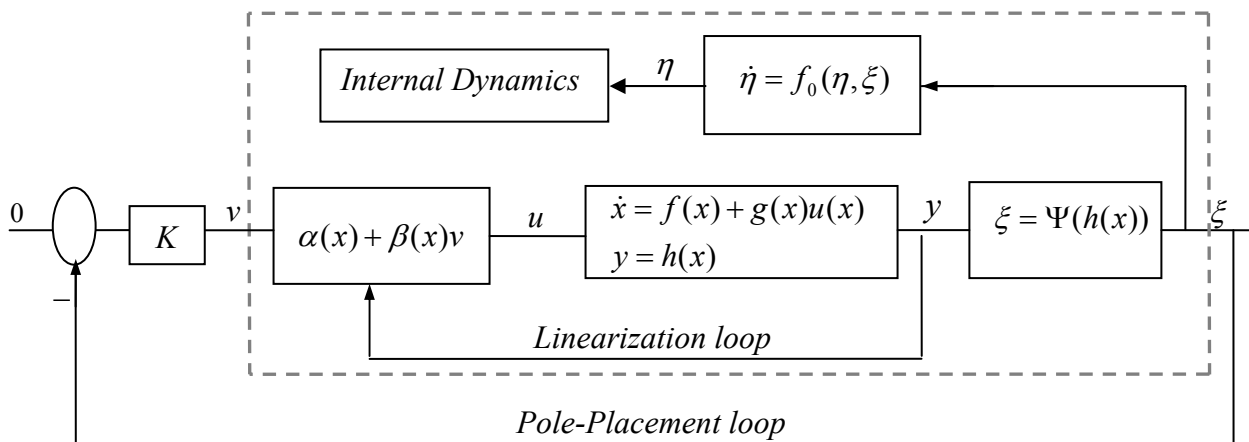 Internal Dynamics
η
η̇ = f₀(η,ξ)
0
K
v
α(x) + β(x)v
u
ẋ = f(x) + g(x)u(x)
y = h(x)
y
ξ = Ψ(h(x))
ξ
−
Linearization loop
Pole-Placement loop